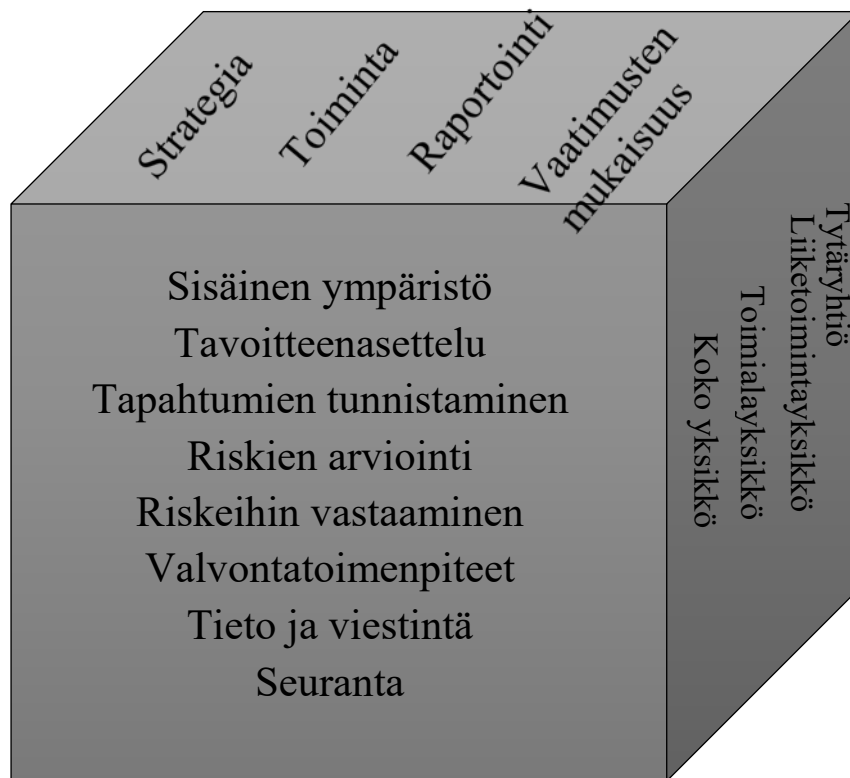 Strategia
Toiminta
Raportointi
Vaatimusten
mukaisuus
Sisäinen ympäristö
Tavoitteenasettelu
Tapahtumien tunnistaminen
Riskien arviointi
Riskeihin vastaaminen
Valvontatoimenpiteet
Tieto ja viestintä
Seuranta
Koko yksikkö
Toimialayksikkö
Liiketoimintayksikkö
Tytäryhtiö